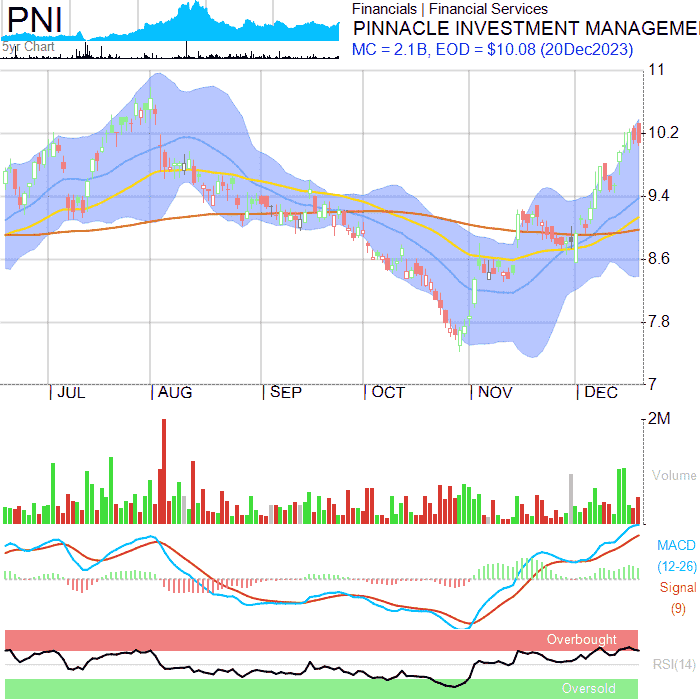 PNI
5yr Chart
Financials | Financial Services
PINNACLE INVESTMENT MANAGEME
MC = 2.1B, EOD = $10.08 (20Dec2023)
11
10.2
9.4
8.6
7.8
7
JUL AUG SEP OCT NOV DEC
2M
Volume
MACD
(12-26)
Signal
(9)
Overbought
RSI(14)
Oversold